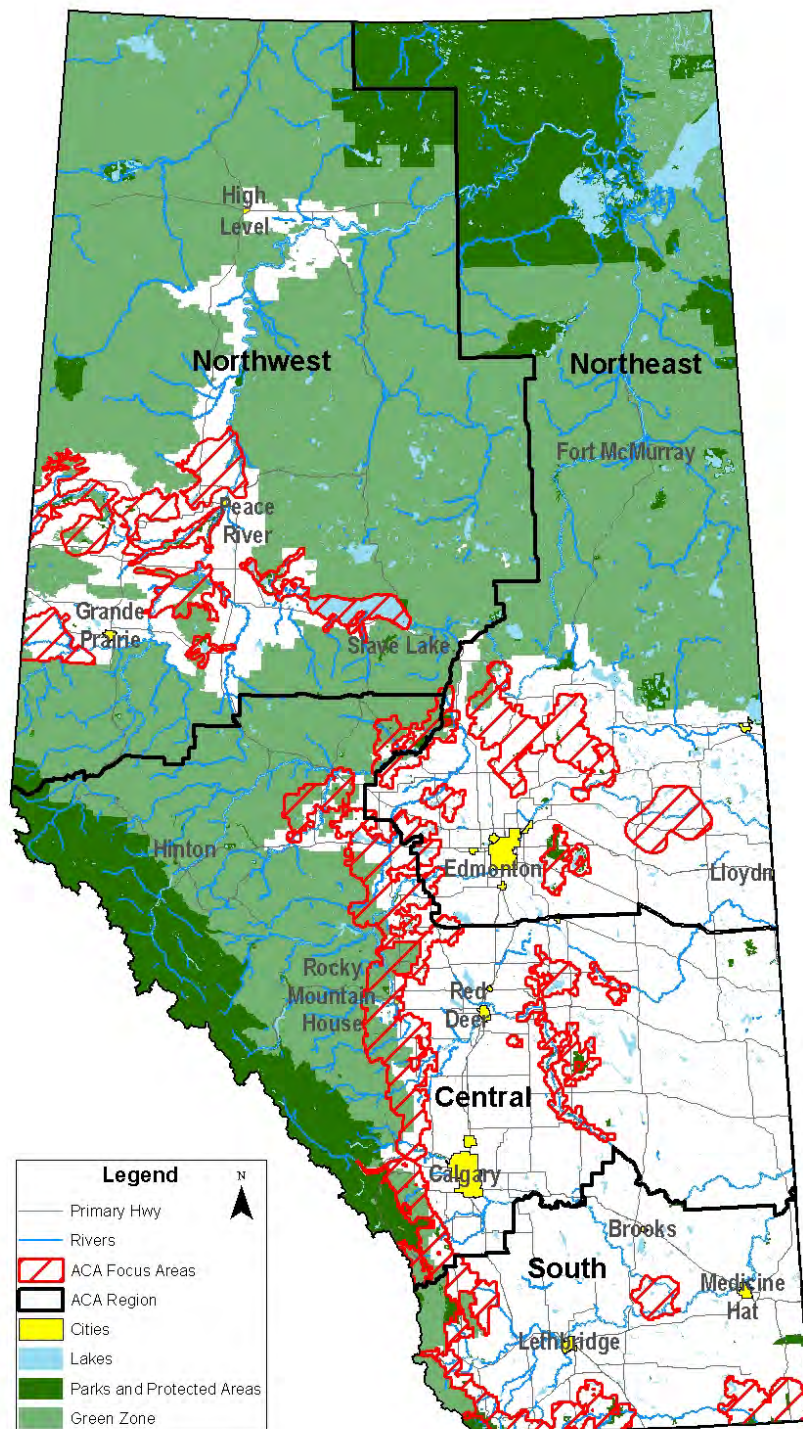 High
Level
Northwest
Northeast
Fort McMurray
Peace
River
Grande
Prairie
Slave Lake
Hinton
Edmonton
Lloydm
Rocky
Mountain
House
Red
Deer
Central
Calgary
Brooks
South
Medicine
Hat
Lethbridge
Legend
N
Primary Hwy
Rivers
ACA Focus Areas
ACA Region
Cities
Lakes
Parks and Protected Areas
Green Zone